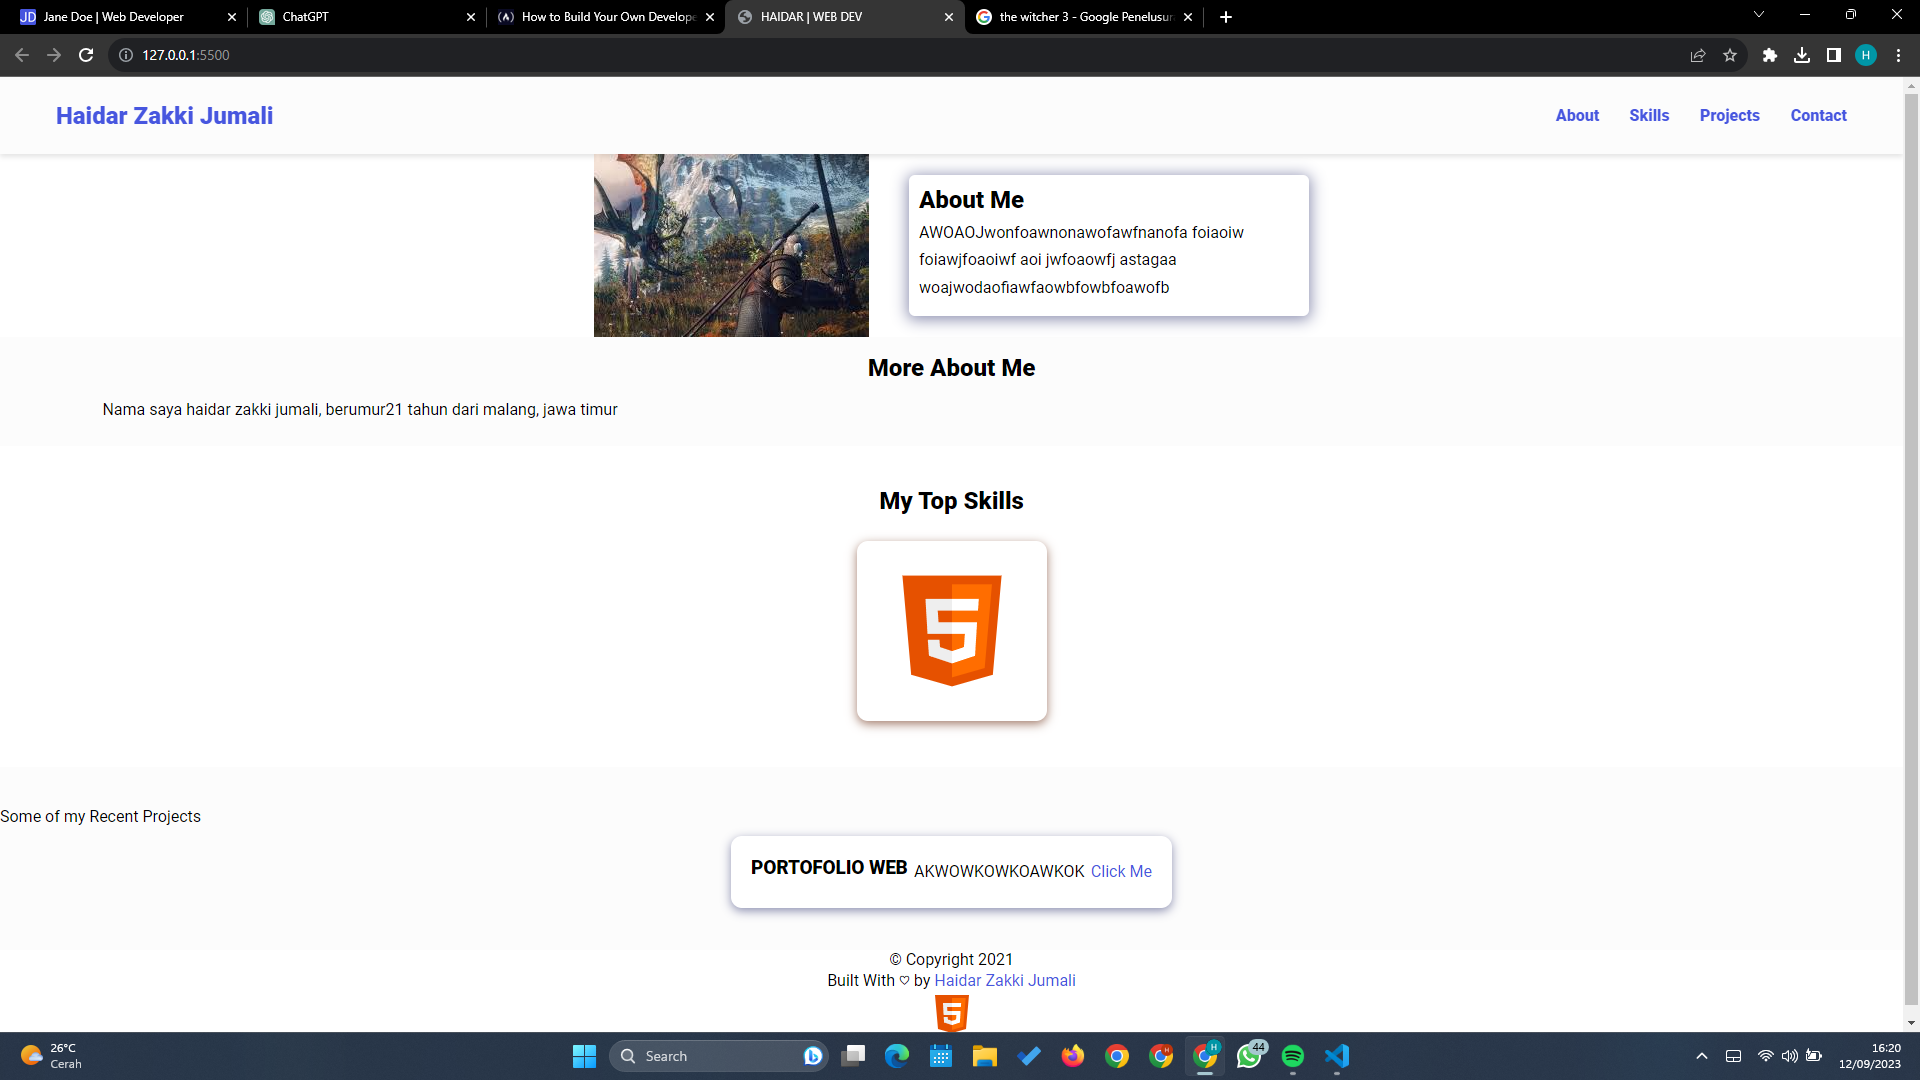 JD Jane Doe | Web Developer
ChatGPT
How to Build Your Own Develope
HAIDAR | WEB DEV
the witcher 3 - Google Penelusur
127.0.0.1:5500
H
Haidar Zakki Jumali
About
Skills
Projects
Contact
About Me
AWOAOJwonfoawnonawofawfnanofa foiaoiw
foiawjfoaoiwf aoi jwfoaowfj astagaa
woajwodaofiawfaowbfowbfoawofb
More About Me
Nama saya haidar zakki jumali, berumur21 tahun dari malang, jawa timur
My Top Skills
5
Some of my Recent Projects
PORTOFOLIO WEB AKWOWKOWKOAWKOK Click Me
© Copyright 2021
Built With ♡ by Haidar Zakki Jumali
5
26°C
Cerah
Search
H
H
44
16:20
12/09/2023